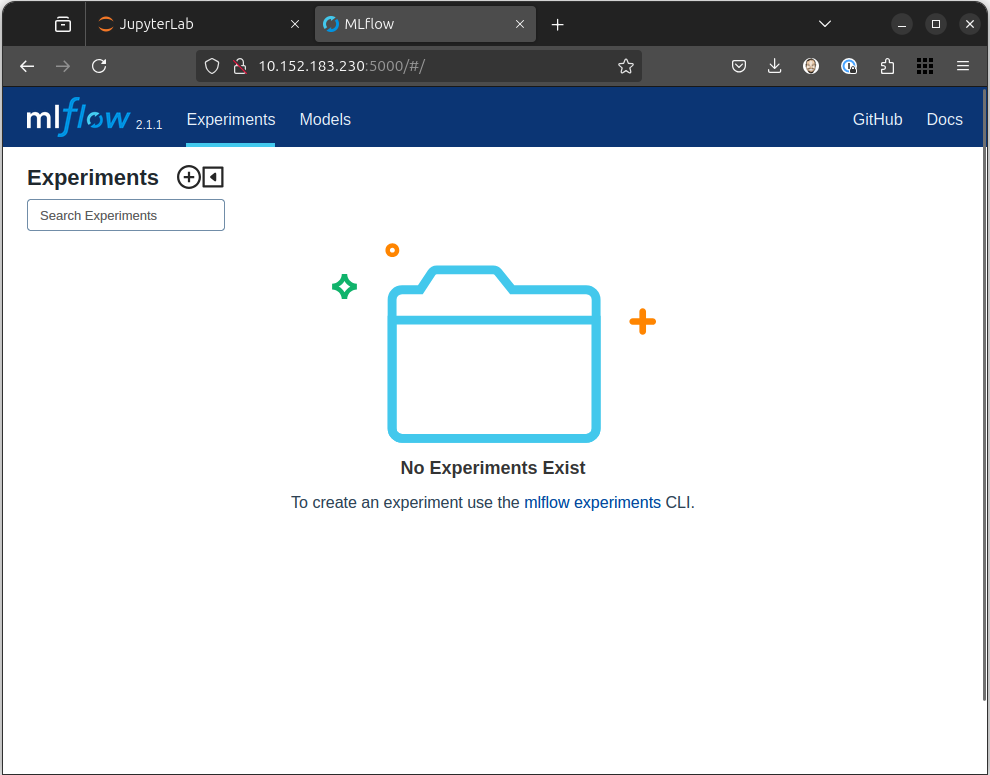 JupyterLab
MLflow
10.152.183.230:5000/#/
mlflow 2.1.1 Experiments Models GitHub Docs
Experiments
Search Experiments
No Experiments Exist
To create an experiment use the mlflow experiments CLI.